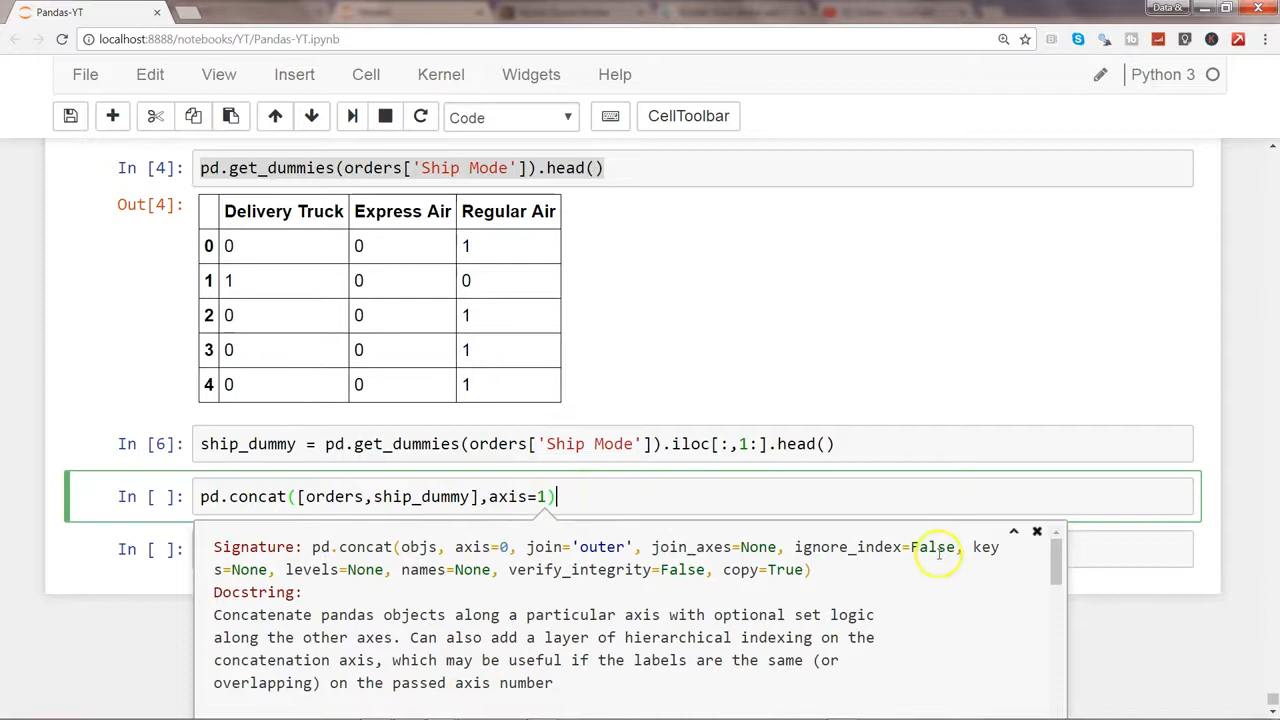 Pandas-YT
Data &
localhost:8888/notebooks/YT/Pandas-YT.ipynb
File Edit View Insert Cell Kernel Widgets Help
Python 3
Code
CellToolbar
In [4]: pd.get_dummies(orders['Ship Mode']).head()
Out[4]:
Delivery Truck Express Air Regular Air
0 0 0 1
1 1 0 0
2 0 0 1
3 0 0 1
4 0 0 1
In [6]: ship_dummy = pd.get_dummies(orders['Ship Mode']).iloc[:,1:].head()
In [ ]: pd.concat([orders,ship_dummy],axis=1)
In [ ]:
Signature: pd.concat(objs, axis=0, join='outer', join_axes=None, ignore_index=False, key
s=None, levels=None, names=None, verify_integrity=False, copy=True)
Docstring:
Concatenate pandas objects along a particular axis with optional set logic
along the other axes. Can also add a layer of hierarchical indexing on the
concatenation axis, which may be useful if the labels are the same (or
overlapping) on the passed axis number